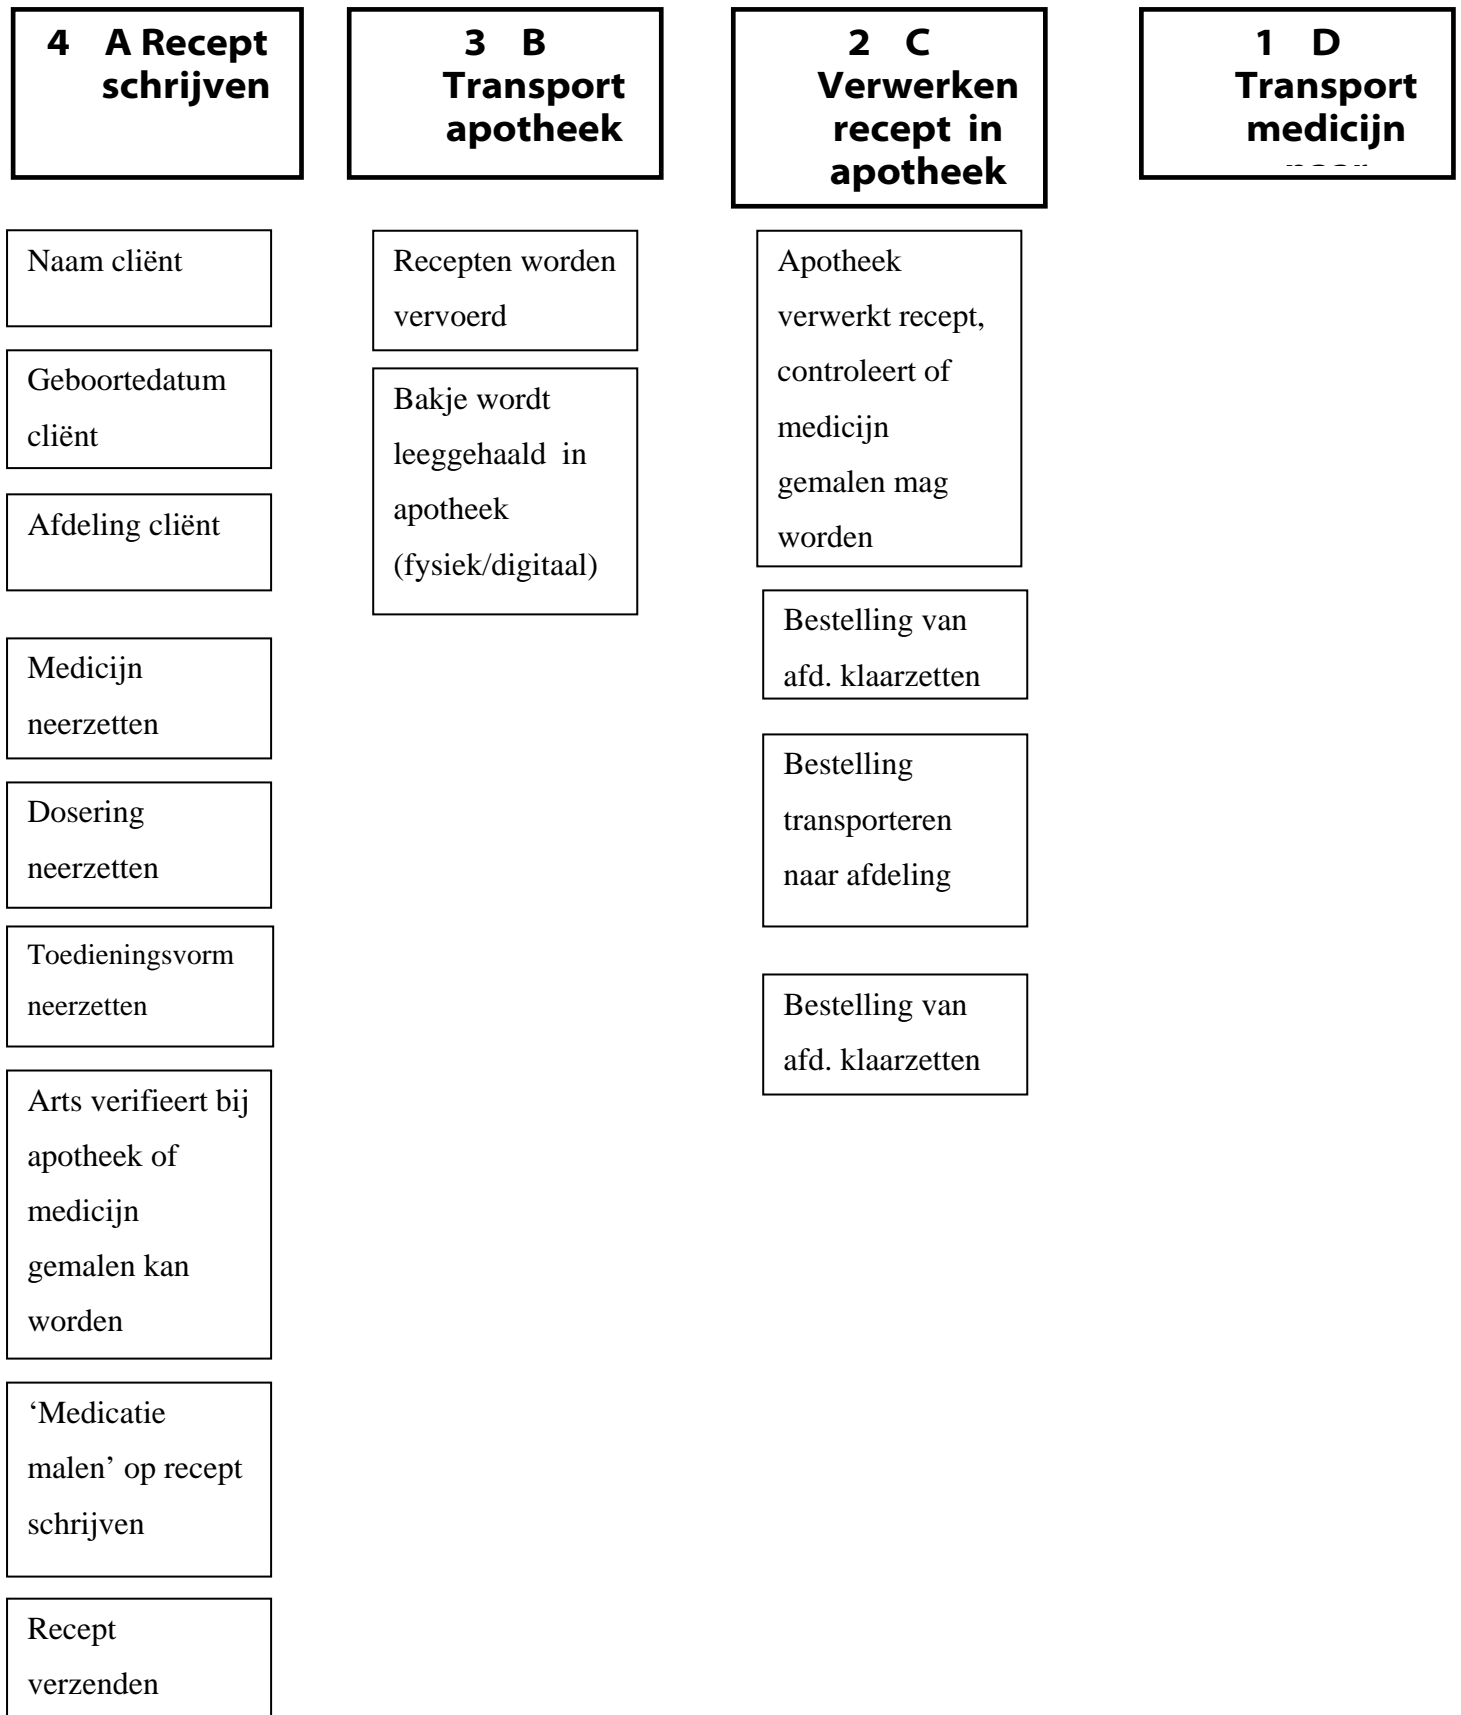 4 A Recept
schrijven
3 B
Transport
apotheek
2 C
Verwerken
recept in
apotheek
1 D
Transport
medicijn
Naam cliënt
Geboortedatum
cliënt
Afdeling cliënt
Medicijn
neerzetten
Dosering
neerzetten
Toedieningsvorm
neerzetten
Arts verifieert bij
apotheek of
medicijn
gemalen kan
worden
‘Medicatie
malen’ op recept
schrijven
Recept
verzenden
Recepten worden
vervoerd
Bakje wordt
leeggehaald in
apotheek
(fysiek/digitaal)
Apotheek
verwerkt recept,
controleert of
medicijn
gemalen mag
worden
Bestelling van
afd. klaarzetten
Bestelling
transporteren
naar afdeling
Bestelling van
afd. klaarzetten